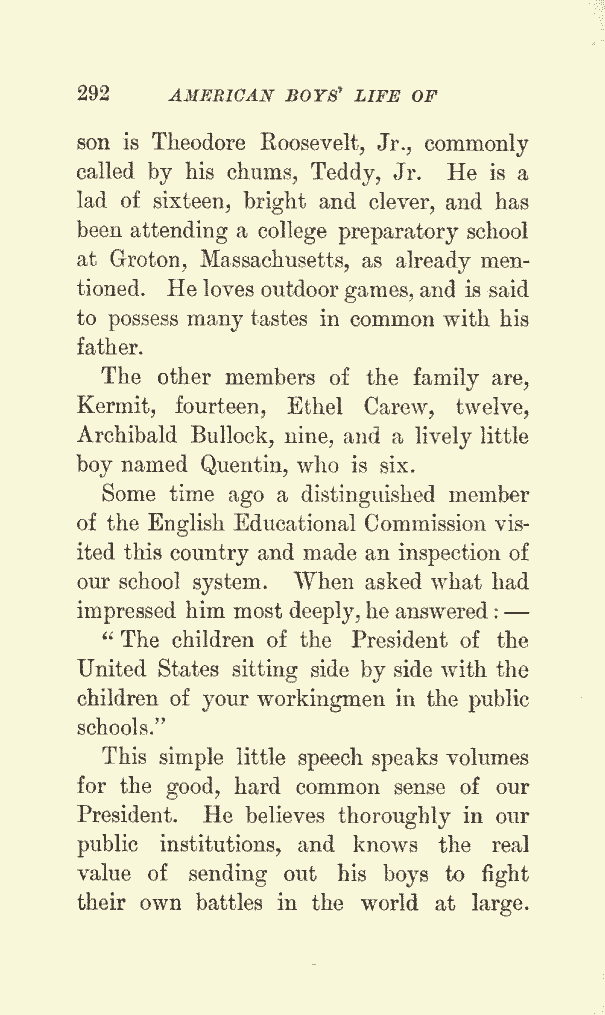 292 AMERICAN BOYS' LIFE OF
son is Theodore Roosevelt, Jr., commonly
called by his chums, Teddy, Jr. He is a
lad of sixteen, bright and clever, and has
been attending a college preparatory school
at Groton, Massachusetts, as already men-
tioned. He loves outdoor games, and is said
to possess many tastes in common with his
father.
The other members of the family are,
Kermit, fourteen, Ethel Carew, twelve,
Archibald Bullock, nine, and a lively little
boy named Quentin, who is six.
Some time ago a distinguished member
of the English Educational Commission vis-
ited this country and made an inspection of
our school system. When asked what had
impressed him most deeply, he answered: —
"The children of the President of the
United States sitting side by side with the
children of your workingmen in the public
schools."
This simple little speech speaks volumes
for the good, hard common sense of our
President. He believes thoroughly in our
public institutions, and knows the real
value of sending out his boys to fight
their own battles in the world at large.